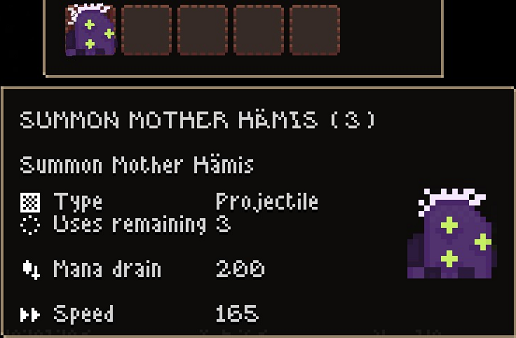 SUMMON MOTHER HÄMIS (3)
Summon Mother Hämis
Type Projectile
Uses remaining 3
Mana drain 200
Speed 165